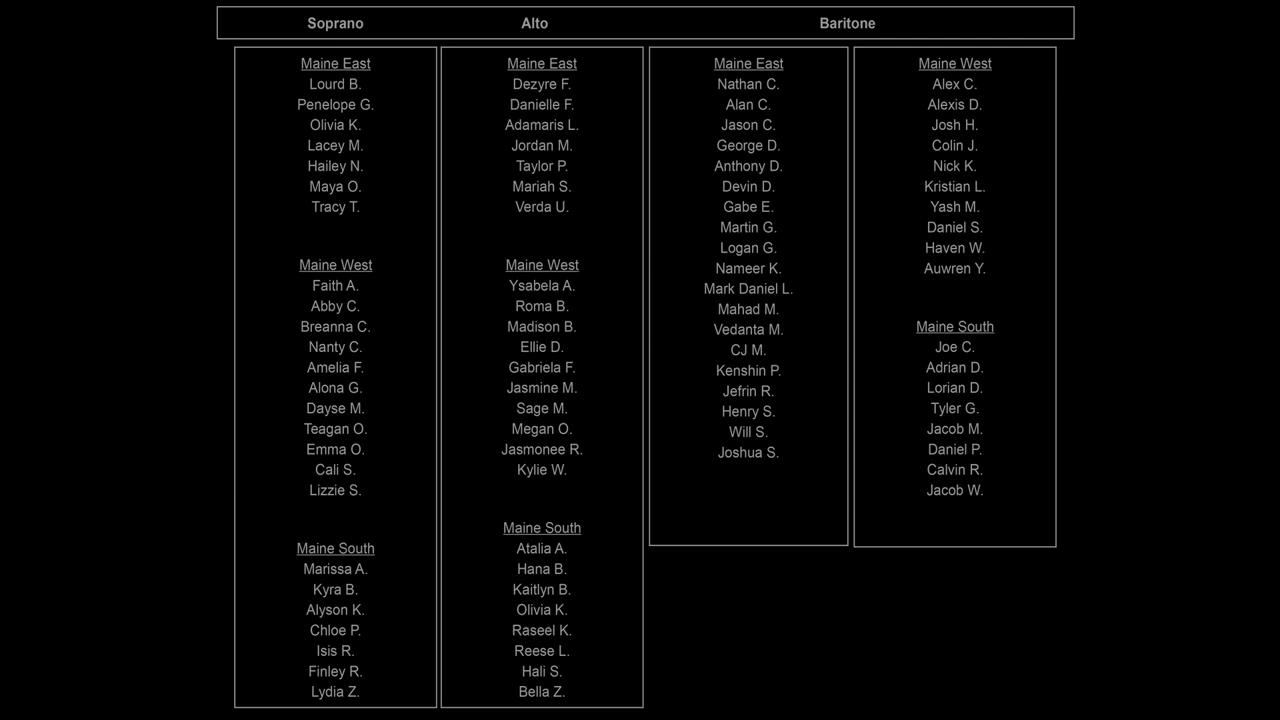 Soprano Alto Baritone
Maine East
Lourd B.
Penelope G.
Olivia K.
Lacey M.
Hailey N.
Maya O.
Tracy T.
Maine West
Faith A.
Abby C.
Breanna C.
Nanty C.
Amelia F.
Alona G.
Dayse M.
Teagan O.
Emma O.
Cali S.
Lizzie S.
Maine South
Marissa A.
Kyra B.
Alyson K.
Chloe P.
Isis R.
Finley R.
Lydia Z.
Maine East
Dezyre F.
Danielle F.
Adamaris L.
Jordan M.
Taylor P.
Mariah S.
Verda U.
Maine West
Ysabela A.
Roma B.
Madison B.
Ellie D.
Gabriela F.
Jasmine M.
Sage M.
Megan O.
Jasmonee R.
Kylie W.
Maine South
Atalia A.
Hana B.
Kaitlyn B.
Olivia K.
Raseel K.
Reese L.
Hali S.
Bella Z.
Maine East
Nathan C.
Alan C.
Jason C.
George D.
Anthony D.
Devin D.
Gabe E.
Martin G.
Logan G.
Nameer K.
Mark Daniel L.
Mahad M.
Vedanta M.
CJ M.
Kenshin P.
Jefrin R.
Henry S.
Will S.
Joshua S.
Maine West
Alex C.
Alexis D.
Josh H.
Colin J.
Nick K.
Kristian L.
Yash M.
Daniel S.
Haven W.
Auwren Y.
Maine South
Joe C.
Adrian D.
Lorian D.
Tyler G.
Jacob M.
Daniel P.
Calvin R.
Jacob W.